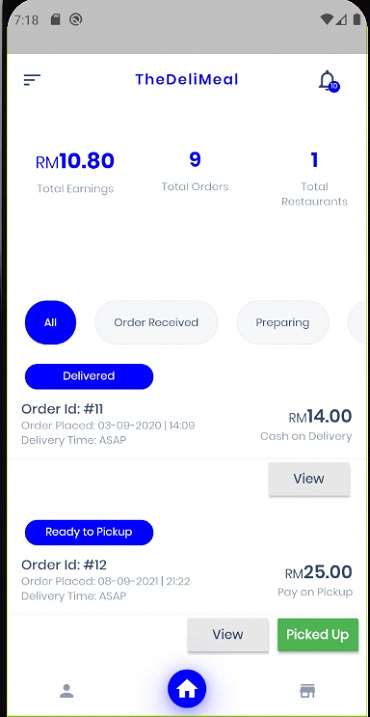 7:18
TheDeliMeal
10
RM10.80
9
1
Total Earnings
Total Orders
Total
Restaurants
All
Order Received
Preparing
Delivered
Order Id: #11
Order Placed: 03-09-2020 | 14:09
Delivery Time: ASAP
RM14.00
Cash on Delivery
View
Ready to Pickup
Order Id: #12
Order Placed: 08-09-2021 | 21:22
Delivery Time: ASAP
RM25.00
Pay on Pickup
View
Picked Up